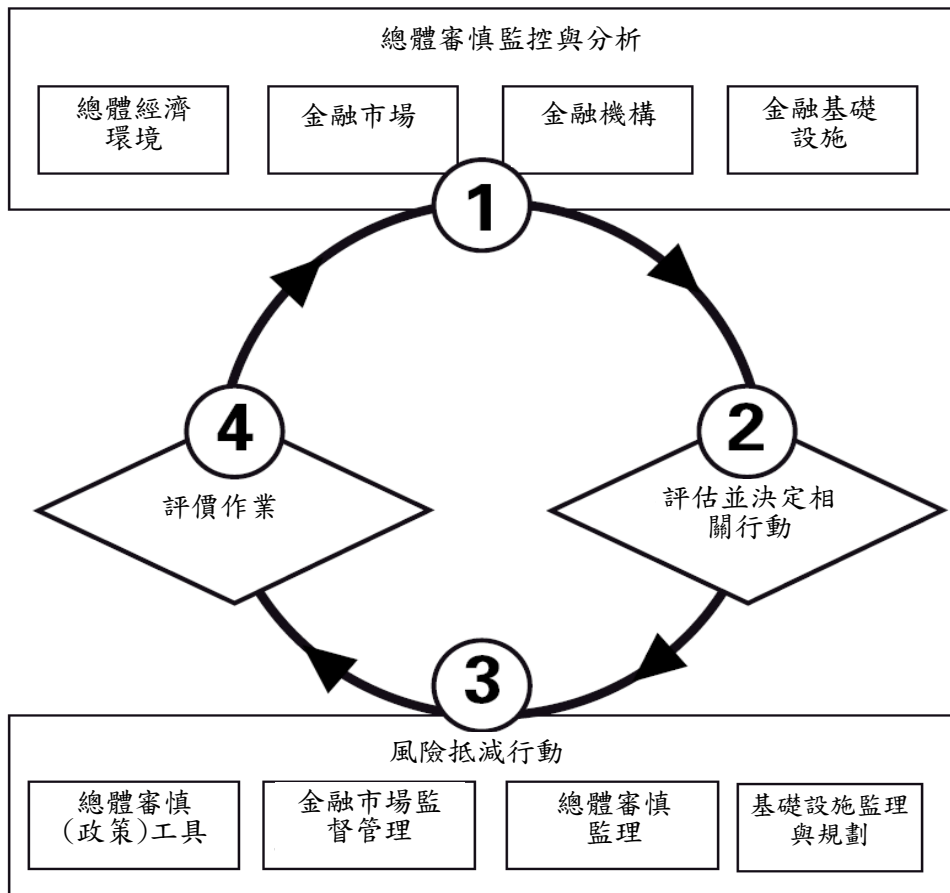 總體審慎監控與分析
總體經濟
環境
金融市場
金融機構
金融基礎
設施
1
2
評估並決定相
關行動
3
風險抵減行動
總體審慎
(政策)工具
金融市場監
督管理
總體審慎
監理
基礎設施監理
與規劃
4
評價作業